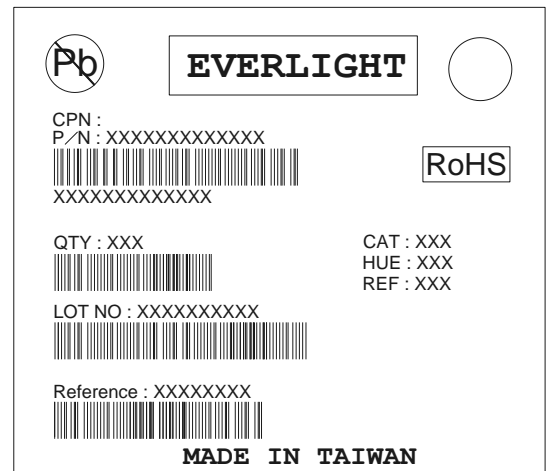 Pb
EVERLIGHT
CPN :
P/N : XXXXXXXXXXXXX
RoHS
XXXXXXXXXXXXX
QTY : XXX
CAT : XXX
HUE : XXX
REF : XXX
LOT NO : XXXXXXXXXX
Reference : XXXXXXXX
MADE IN TAIWAN